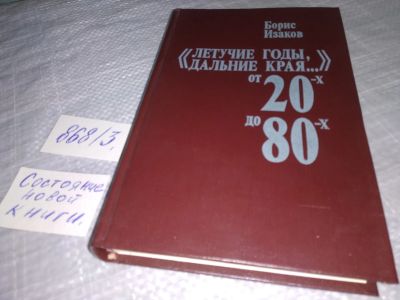 Борис
Изаков
《ЛЕТУЧИЕ ГОДЫ,
ДАЛЬНИЕ КРАЯ...》
от 20-х
до 80-х
868/3.
Состояние
новой
книги.